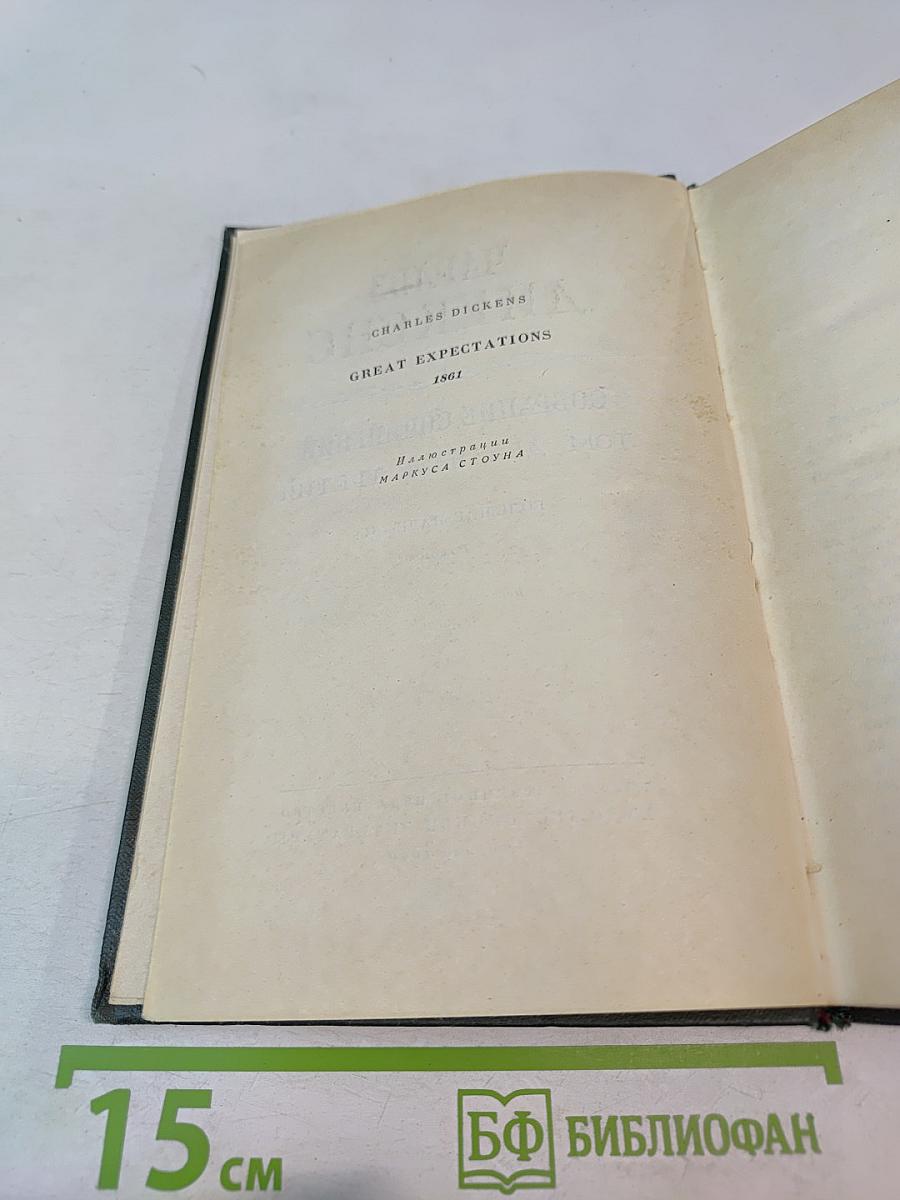 CHARLES DICKENS
GREAT EXPECTATIONS
1861
Иллюстрации
МАРКУСА СТОУНА
15 см
БФ БИБЛИОФАН